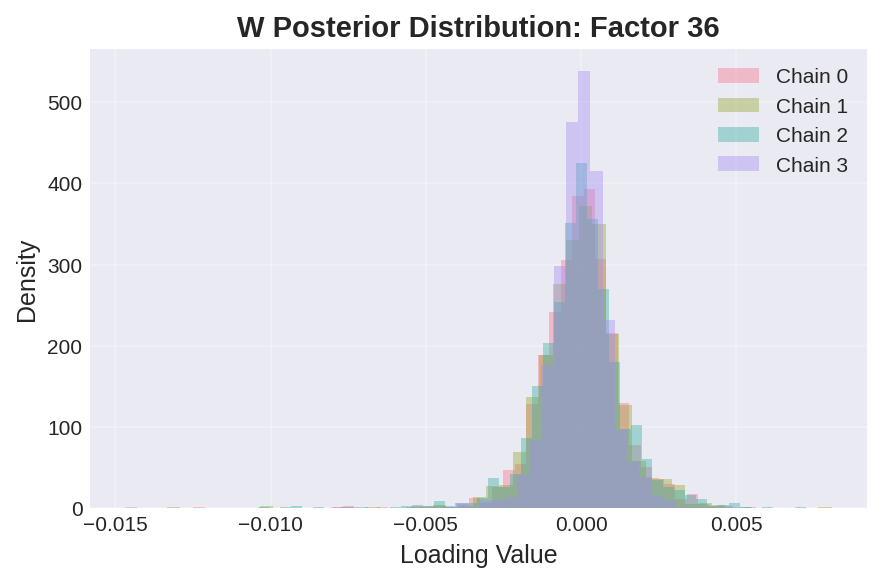 W Posterior Distribution: Factor 36
Chain 0
Chain 1
Chain 2
Chain 3
Density
500
400
300
200
100
0
−0.015
−0.010
−0.005
0.000
0.005
Loading Value